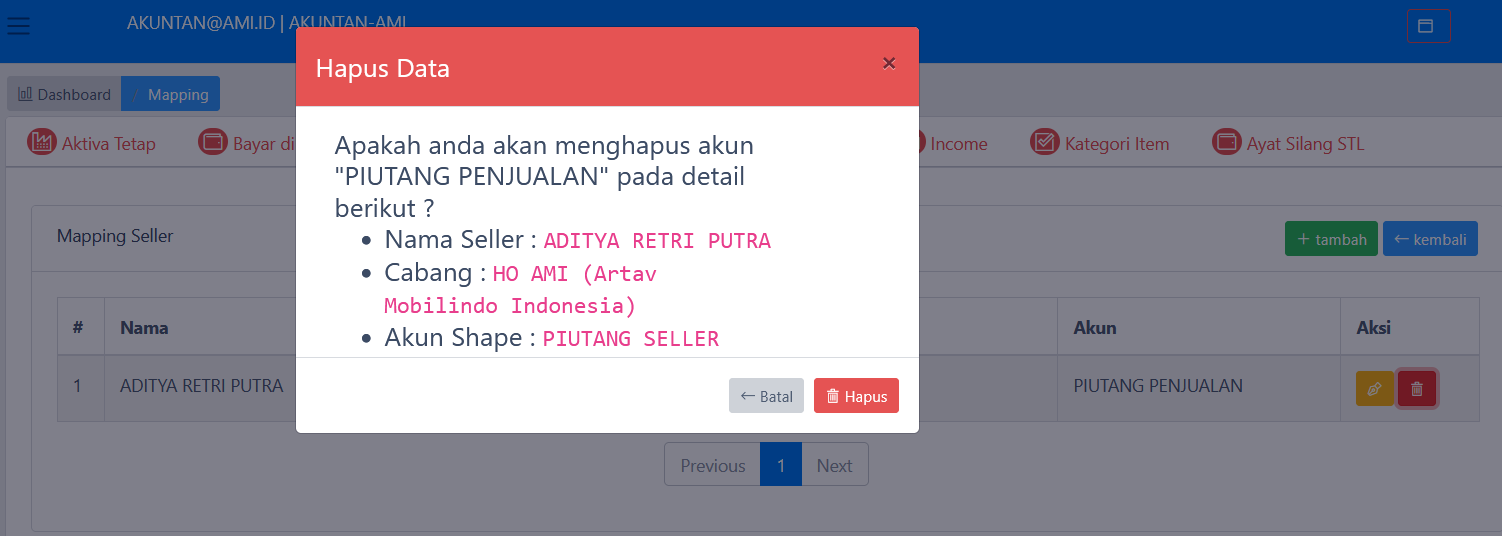 AKUNTAN@AMI.ID | AKUNTAN-AMI
Hapus Data
×
Dashboard / Mapping
Aktiva Tetap
Bayar di
Income
Kategori Item
Ayat Silang STL
Apakah anda akan menghapus akun
"PIUTANG PENJUALAN" pada detail
berikut ?
• Nama Seller : ADITYA RETRI PUTRA
• Cabang : HO AMI (Artav
Mobilindo Indonesia)
• Akun Shape : PIUTANG SELLER
← Batal
Hapus
Mapping Seller
+ tambah
← kembali
# Nama Akun Aksi
1 ADITYA RETRI PUTRA PIUTANG PENJUALAN
Previous 1 Next